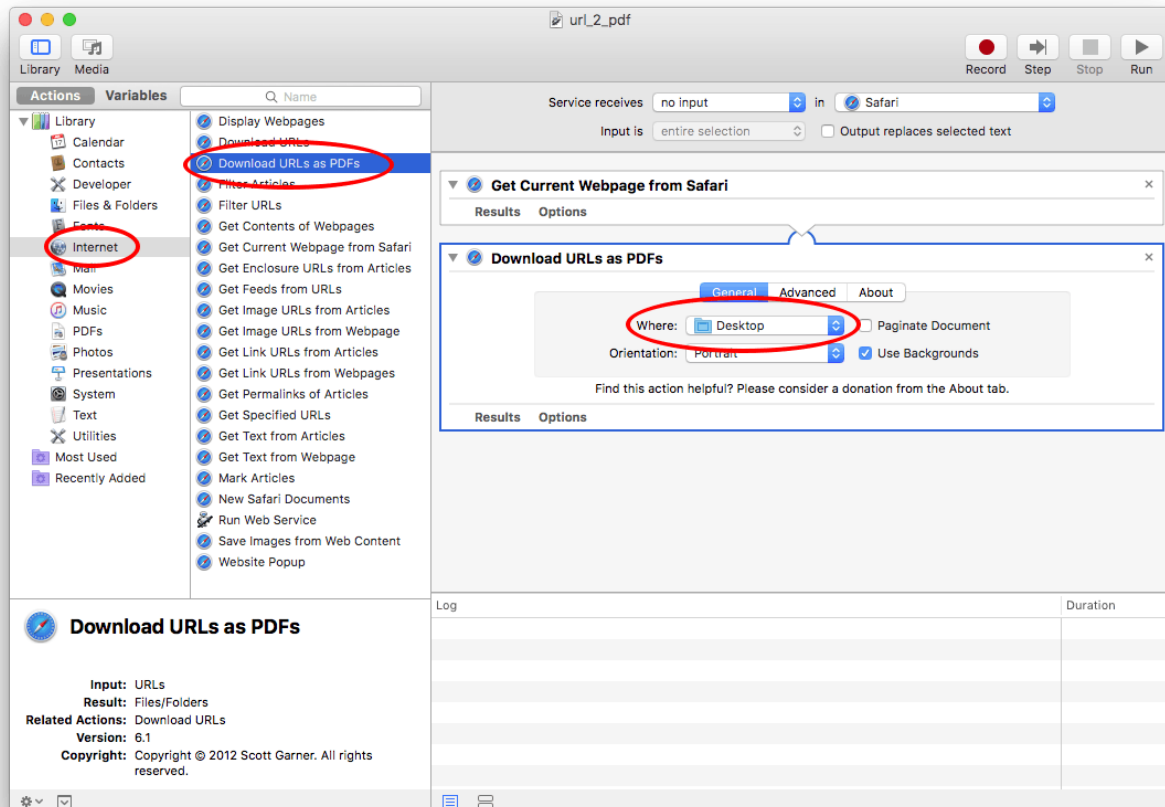 url_2_pdf
Library Media
Record Step Stop Run
Actions Variables Name
Service receives no input in Safari
Input is entire selection Output replaces selected text
Library
Calendar
Contacts
Developer
Files & Folders
Fonts
Internet
Mail
Movies
Music
PDFs
Photos
Presentations
System
Text
Utilities
Most Used
Recently Added
Display Webpages
Download URLs
Download URLs as PDFs
Filter Articles
Filter URLs
Get Contents of Webpages
Get Current Webpage from Safari
Get Enclosure URLs from Articles
Get Feeds from URLs
Get Image URLs from Articles
Get Image URLs from Webpage
Get Link URLs from Articles
Get Link URLs from Webpages
Get Permalinks of Articles
Get Specified URLs
Get Text from Articles
Get Text from Webpage
Mark Articles
New Safari Documents
Run Web Service
Save Images from Web Content
Website Popup
Get Current Webpage from Safari
Results Options
Download URLs as PDFs
General Advanced About
Where: Desktop Paginate Document
Orientation: Portrait Use Backgrounds
Find this action helpful? Please consider a donation from the About tab.
Results Options
Log Duration
Download URLs as PDFs
Input: URLs
Result: Files/Folders
Related Actions: Download URLs
Version: 6.1
Copyright: Copyright © 2012 Scott Garner. All rights
reserved.